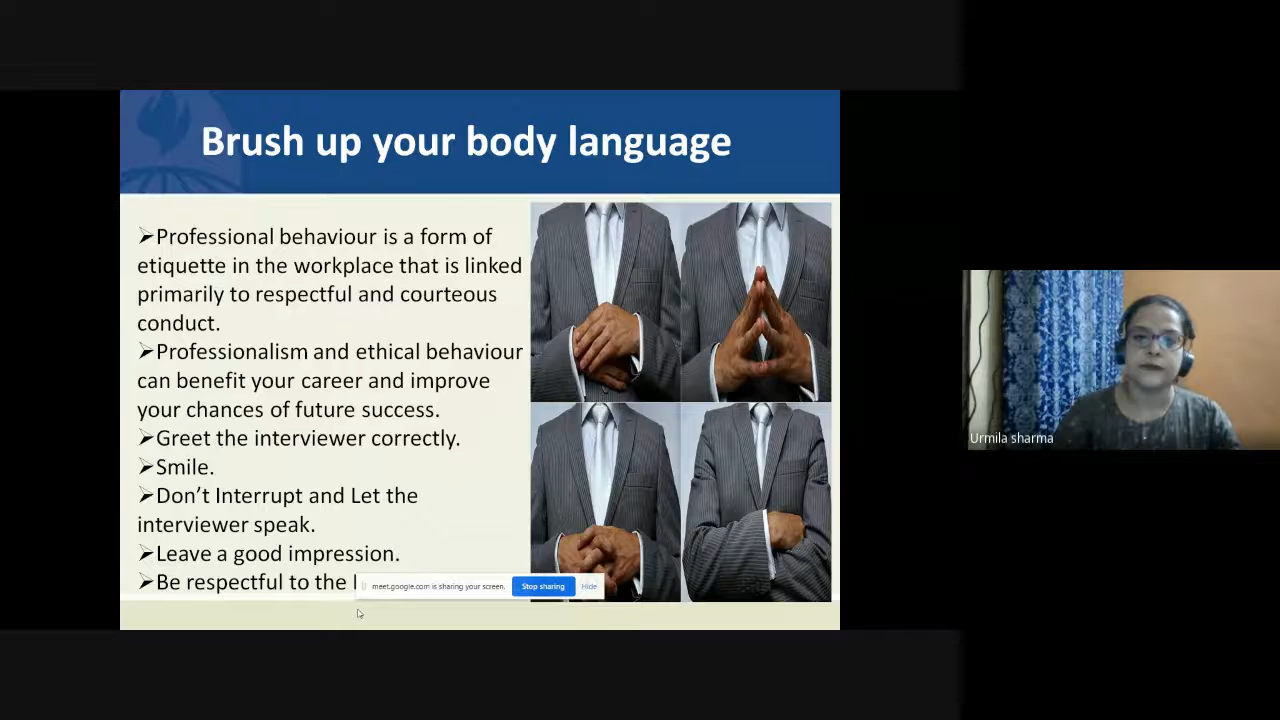 Brush up your body language
➢Professional behaviour is a form of
etiquette in the workplace that is linked
primarily to respectful and courteous
conduct.
➢Professionalism and ethical behaviour
can benefit your career and improve
your chances of future success.
➢Greet the interviewer correctly.
➢Smile.
➢Don’t Interrupt and Let the
interviewer speak.
➢Leave a good impression.
➢Be respectful to the
meet.google.com is sharing your screen. Stop sharing Hide
Urmila sharma